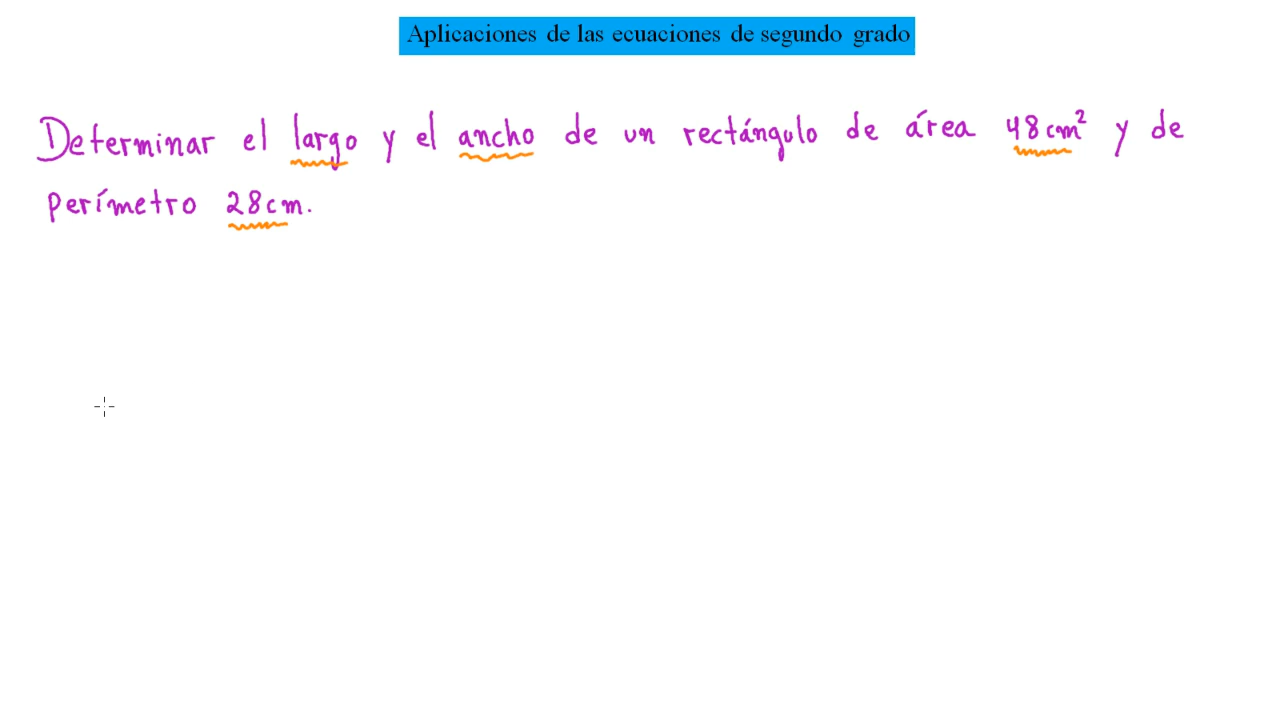 Aplicaciones de las ecuaciones de segundo grado
Determinar el largo y el ancho de un rectángulo de área 48cm² y de
perímetro 28cm.